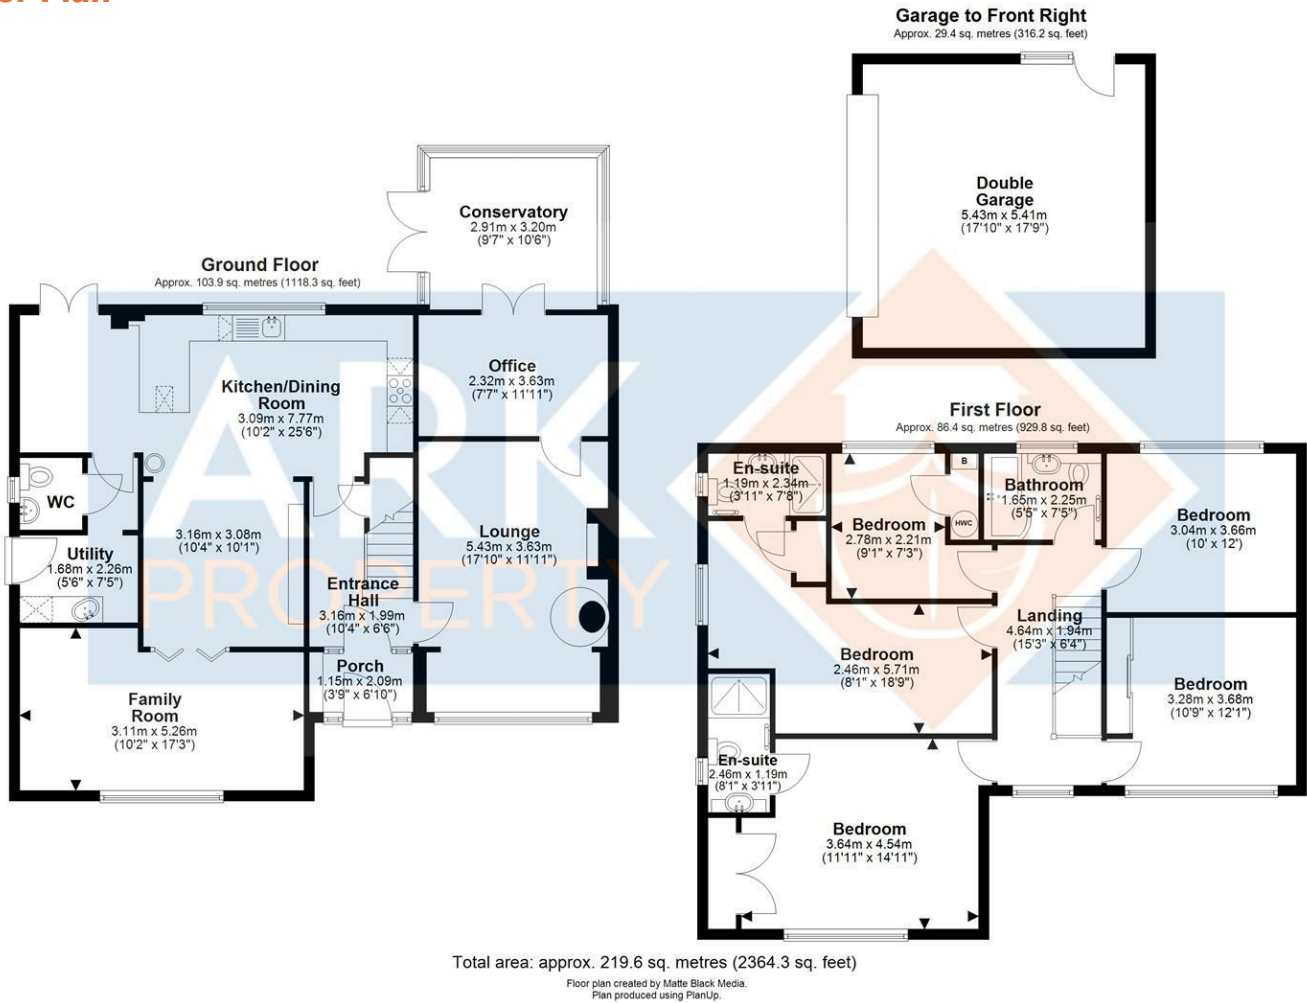 Garage to Front Right
Approx. 29.4 sq. metres (316.2 sq. feet)
Double
Garage
5.43m x 5.41m
(17'10" x 17'9")
Conservatory
2.91m x 3.20m
(9'7" x 10'6")
Ground Floor
Approx. 103.9 sq. metres (1118.3 sq. feet)
Office
2.32m x 3.63m
(7'7" x 11'11")
Kitchen/Dining
Room
3.09m x 7.77m
(10'2" x 25'6")
WC
3.16m x 3.08m
(10'4" x 10'1")
Utility
1.68m x 2.26m
(5'6" x 7'5")
Lounge
5.43m x 3.63m
(17'10" x 11'11")
Entrance
Hall
3.16m x 1.99m
(10'4" x 6'6")
Porch
1.15m x 2.09m
(3'9" x 6'10")
Family
Room
3.11m x 5.26m
(10'2" x 17'3")
First Floor
Approx. 86.4 sq. metres (929.8 sq. feet)
En-suite
1.19m x 2.34m
(3'11" x 7'8")
B
HWC
Bathroom
1.65m x 2.25m
(5'5" x 7'5")
Bedroom
2.78m x 2.21m
(9'1" x 7'3")
Bedroom
3.04m x 3.66m
(10' x 12')
Landing
4.64m x 1.94m
(15'3" x 6'4")
Bedroom
2.46m x 5.71m
(8'1" x 18'9")
Bedroom
3.28m x 3.68m
(10'9" x 12'1")
En-suite
2.46m x 1.19m
(8'1" x 3'11")
Bedroom
3.64m x 4.54m
(11'11" x 14'11")
ARK
PROPERTY
Total area: approx. 219.6 sq. metres (2364.3 sq. feet)
Floor plan created by Matte Black Media.
Plan produced using PlanUp.